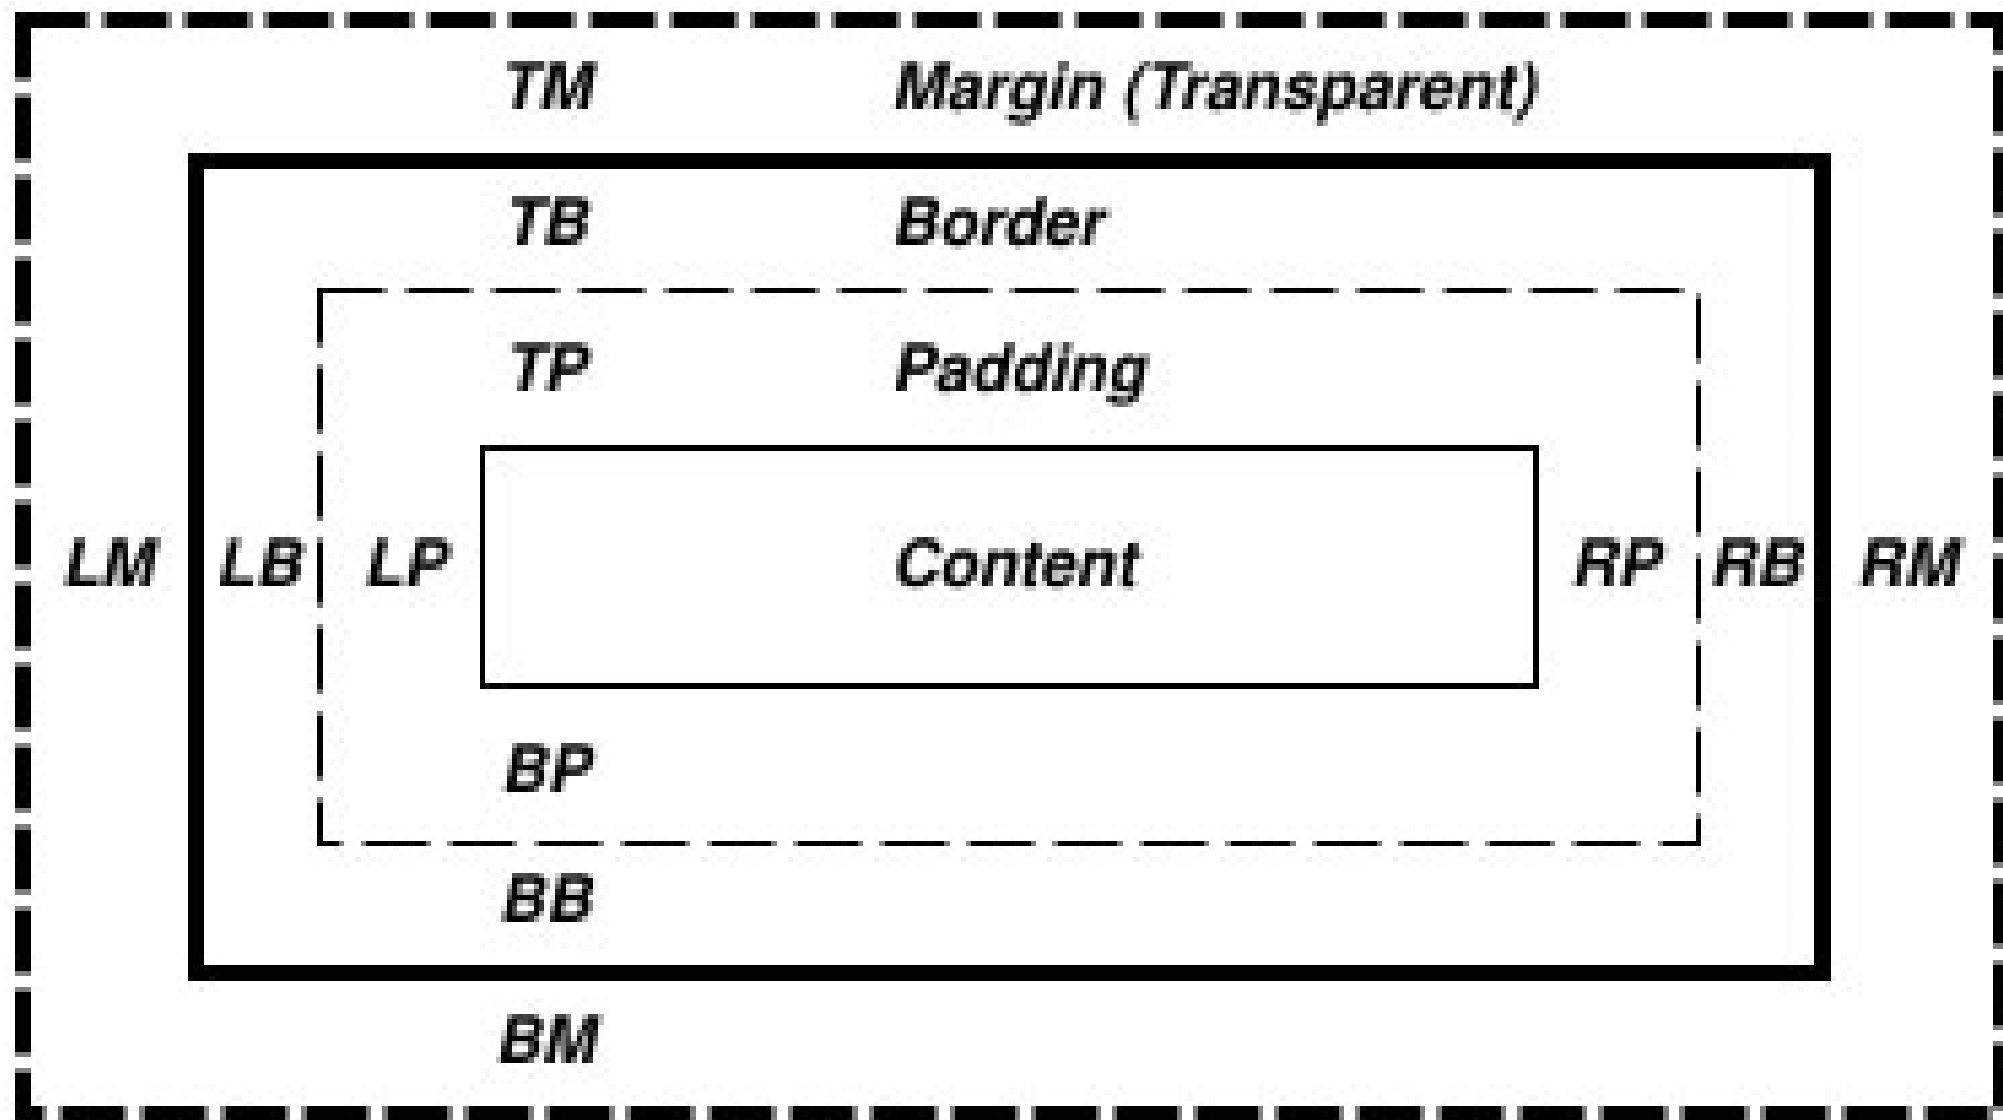 TM Margin (Transparent)
TB Border
TP Padding
LM LB LP Content RP RB RM
BP
BB
BM